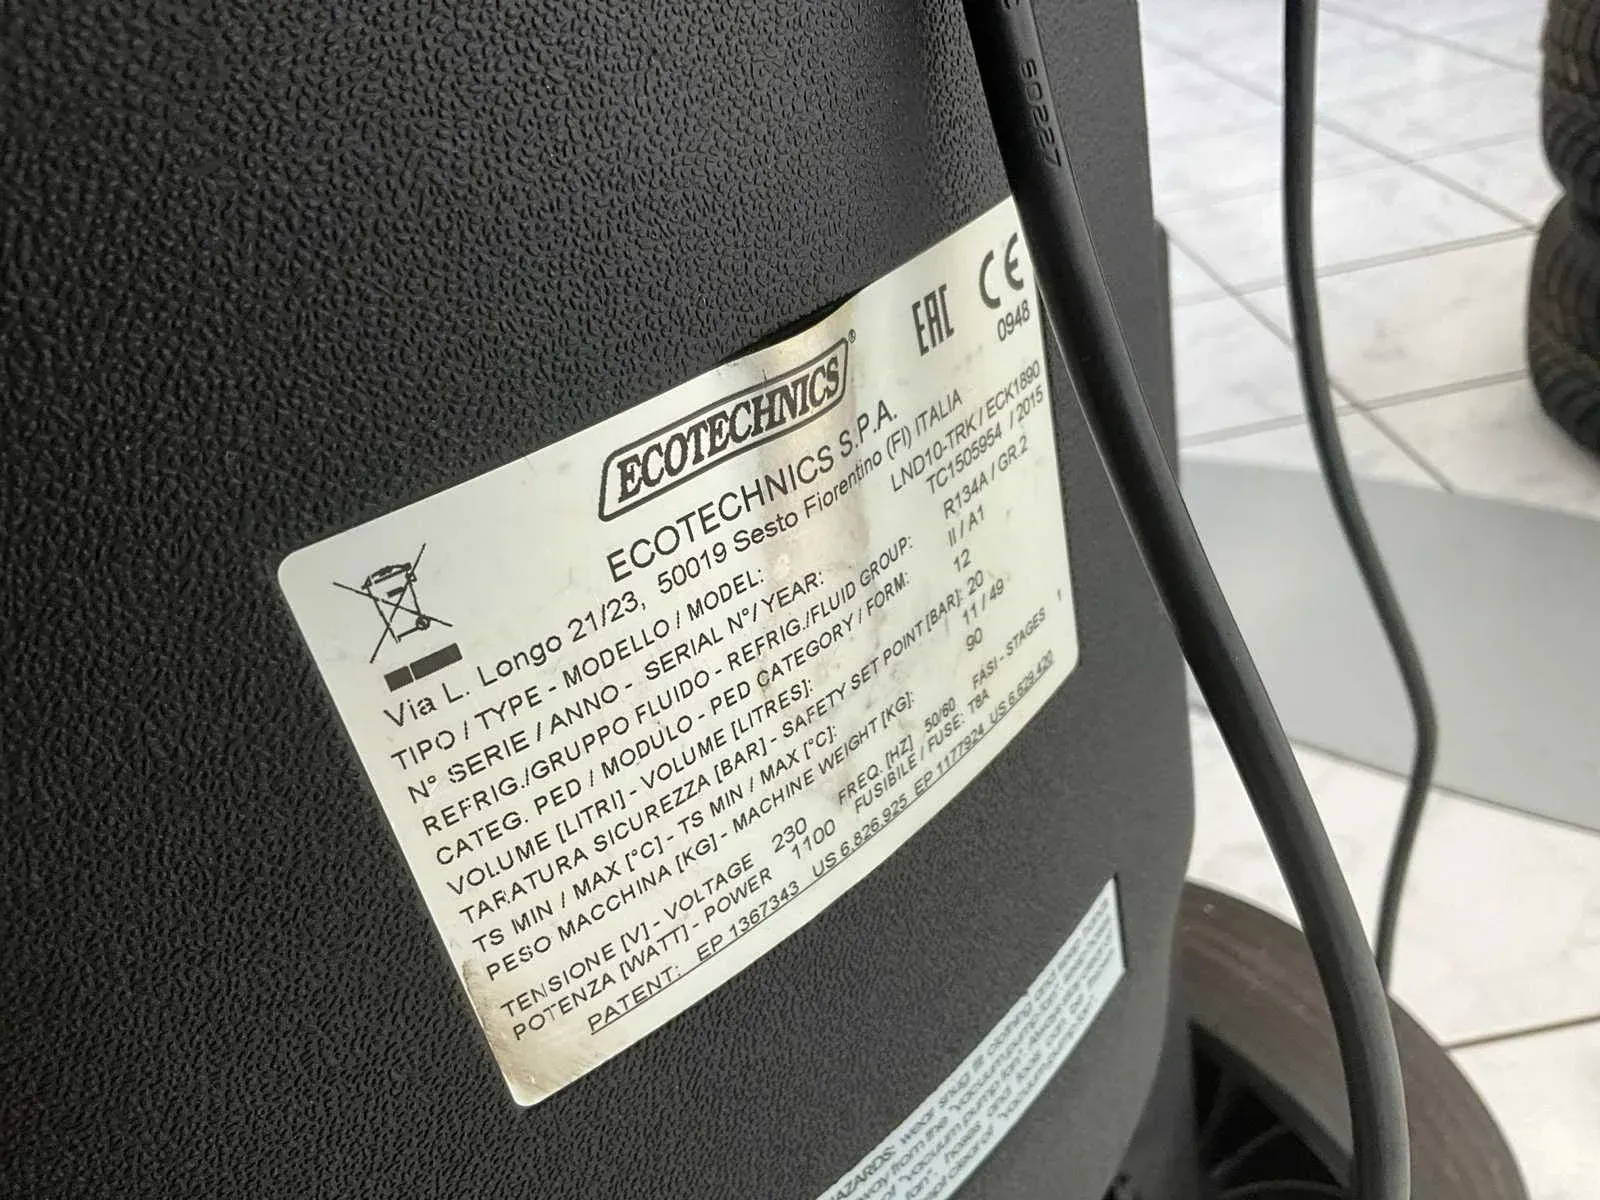 SD227
EAC CE
0948
ECOTECHNICS®
ECOTECHNICS S.P.A.
Via L. Longo 21/23, 50019 Sesto Fiorentino (FI) ITALIA
TIPO / TYPE - MODELLO / MODEL: LND10-TRK / ECK1890
N° SERIE / ANNO - SERIAL N°/ YEAR: TC1505954 / 2015
REFRIG./GRUPPO FLUIDO - REFRIG./FLUID GROUP: R134A / GR.2
CATEG. PED / MODULO - PED CATEGORY / FORM: II / A1
VOLUME [LITRI] - VOLUME [LITRES]: 12
TARATURA SICUREZZA [BAR] - SAFETY SET POINT [BAR]: 20
TS MIN / MAX [°C] - TS MIN / MAX [°C]: 11 / 49
PESO MACCHINA [KG] - MACHINE WEIGHT [KG]: 90
TENSIONE [V] - VOLTAGE 230 FREQ. [HZ] 50/60 FASI - STAGES 1
POTENZA [WATT] - POWER 1100 FUSIBILE / FUSE: T8A
PATENT: EP 1367343 US 6.826.925 EP 1177924 US 6.629.420